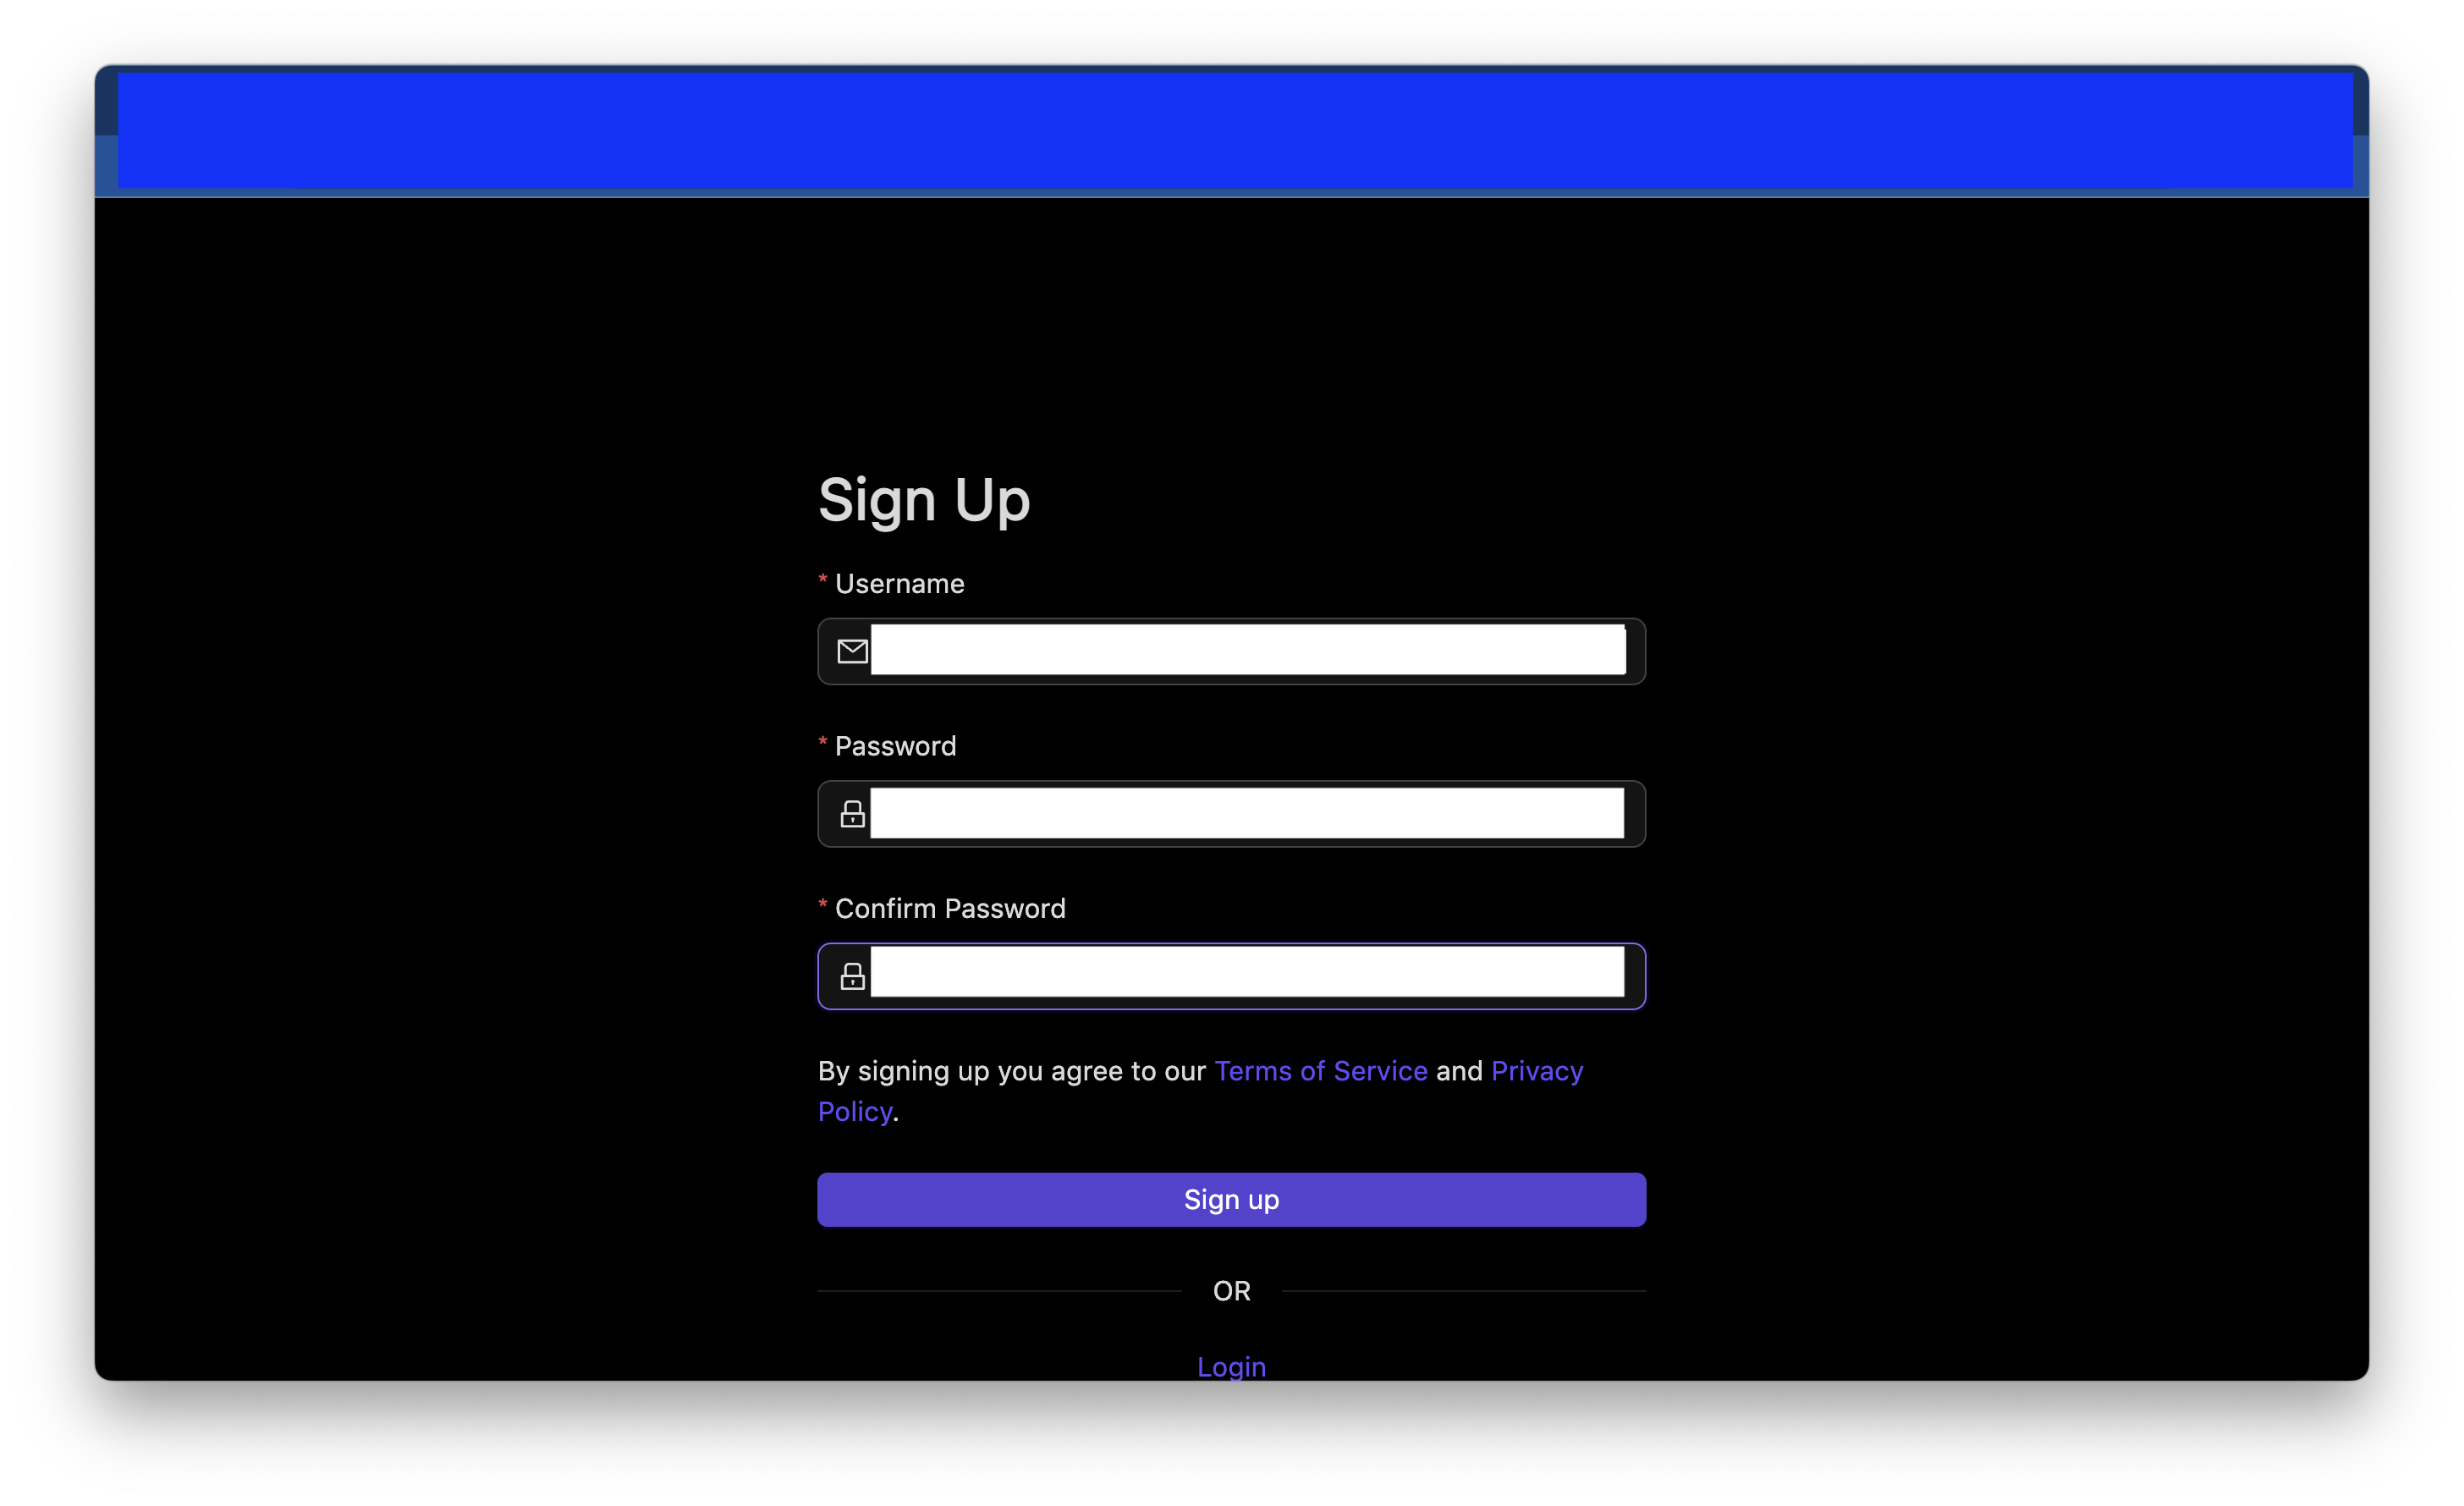 Sign Up
* Username
* Password
* Confirm Password
By signing up you agree to our Terms of Service and Privacy
Policy.
Sign up
OR
Login